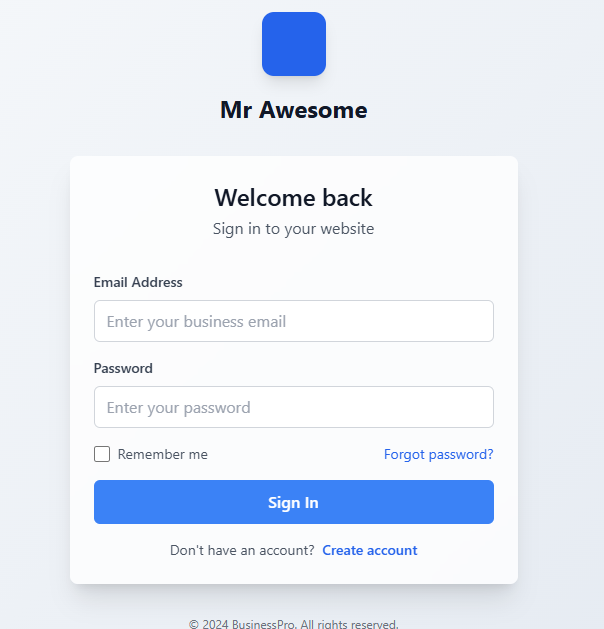 Mr Awesome
Welcome back
Sign in to your website
Email Address
Enter your business email
Password
Enter your password
Remember me
Forgot password?
Sign In
Don't have an account? Create account
© 2024 BusinessPro. All rights reserved.